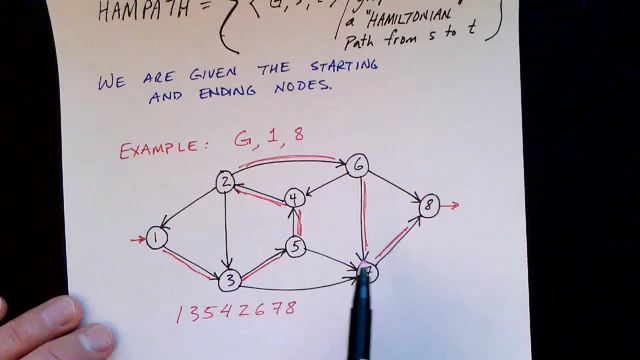 HAMPATH = { ⟨ G, s, t ⟩ |
a "HAMILTONIAN
Path from s to t
WE ARE GIVEN THE STARTING
AND ENDING NODES.
EXAMPLE: G, 1, 8
6
2
4
8
1
5
3
7
13542678